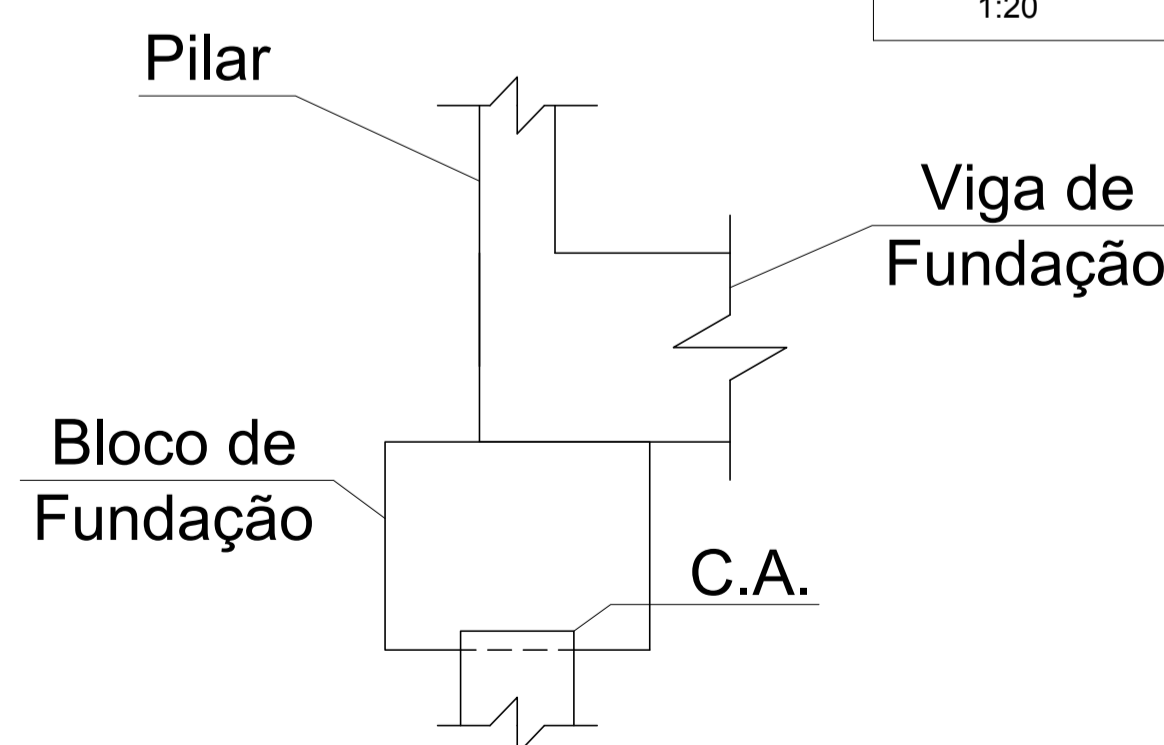 1:20
Pilar
Viga de
Fundação
Bloco de
Fundação
C.A.